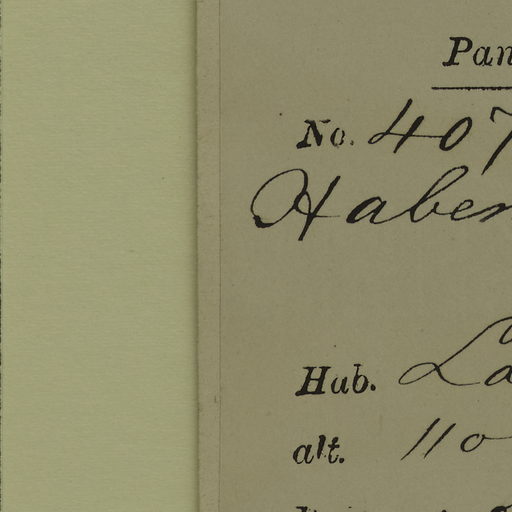 Pan
No. 407
Haben
Hab. La
alt. 110